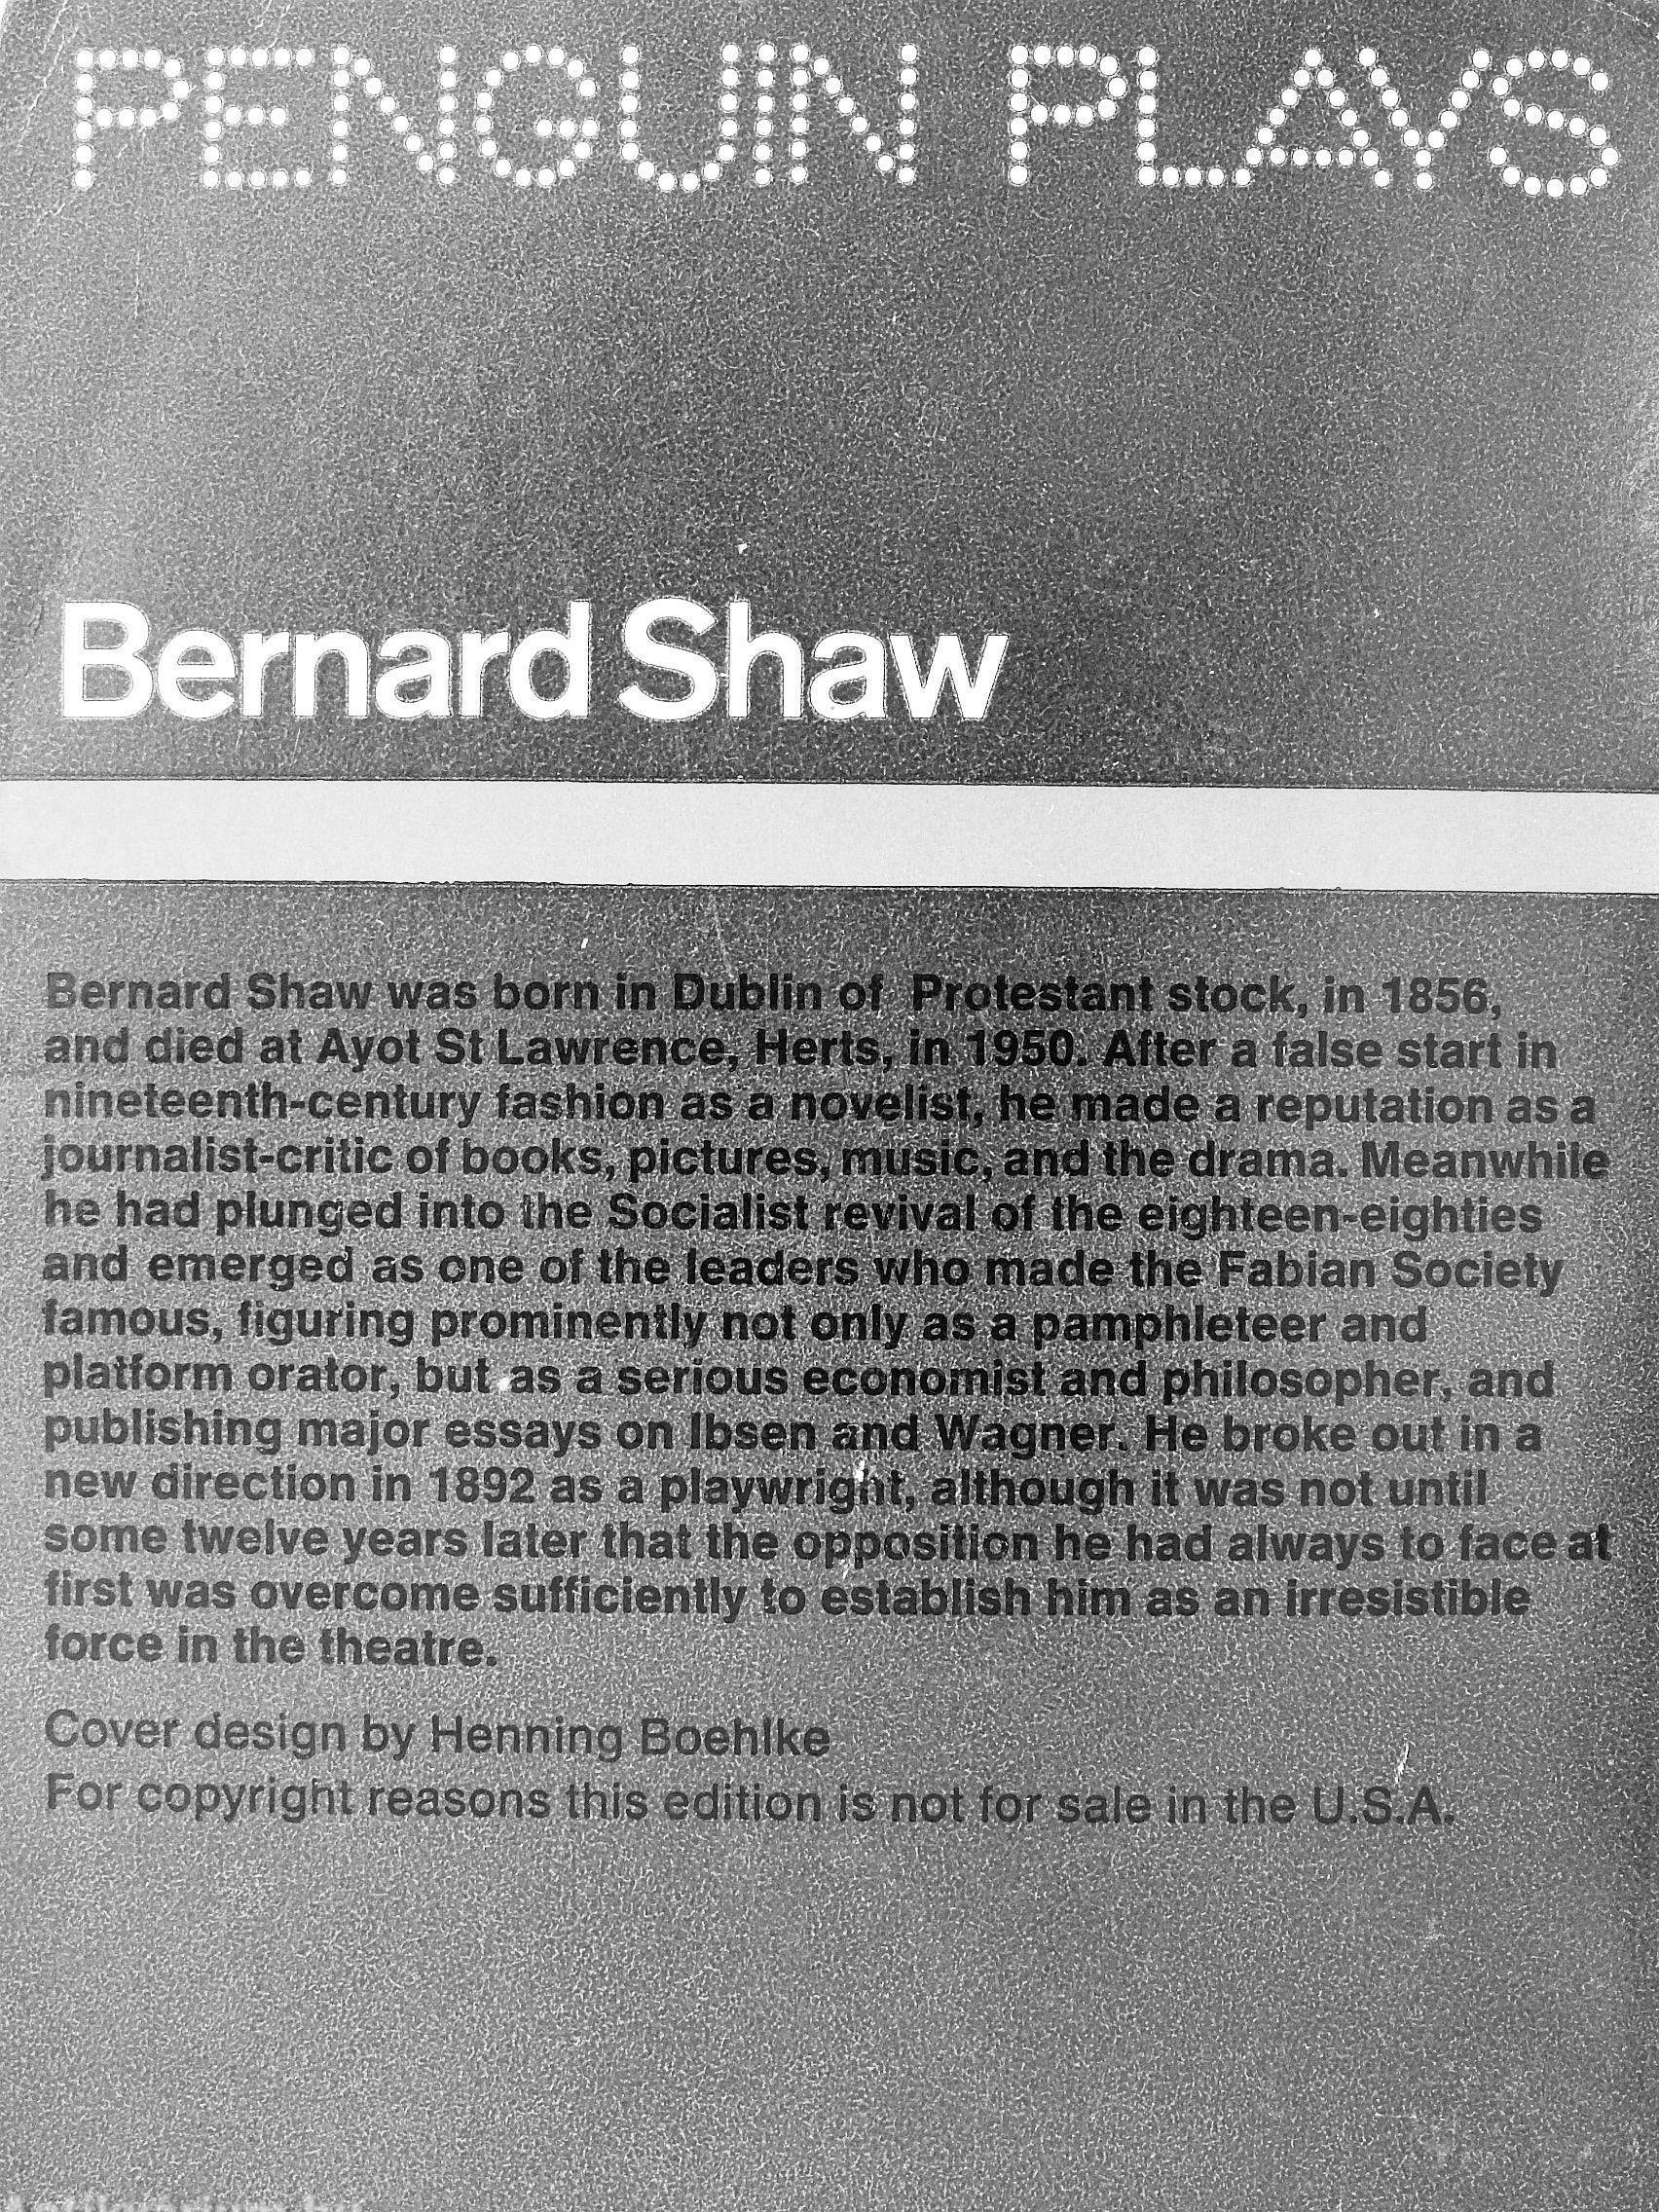 PENGUIN PLAYS
Bernard Shaw
Bernard Shaw was born in Dublin of Protestant stock, in 1856,
and died at Ayot St Lawrence, Herts, in 1950. After a false start in
nineteenth-century fashion as a novelist, he made a reputation as a
journalist-critic of books, pictures, music, and the drama. Meanwhile
he had plunged into the Socialist revival of the eighteen-eighties
and emerged as one of the leaders who made the Fabian Society
famous, figuring prominently not only as a pamphleteer and
platform orator, but as a serious economist and philosopher, and
publishing major essays on Ibsen and Wagner. He broke out in a
new direction in 1892 as a playwright, although it was not until
some twelve years later that the opposition he had always to face at
first was overcome sufficiently to establish him as an irresistible
force in the theatre.
Cover design by Henning Boehlke
For copyright reasons this edition is not for sale in the U.S.A.